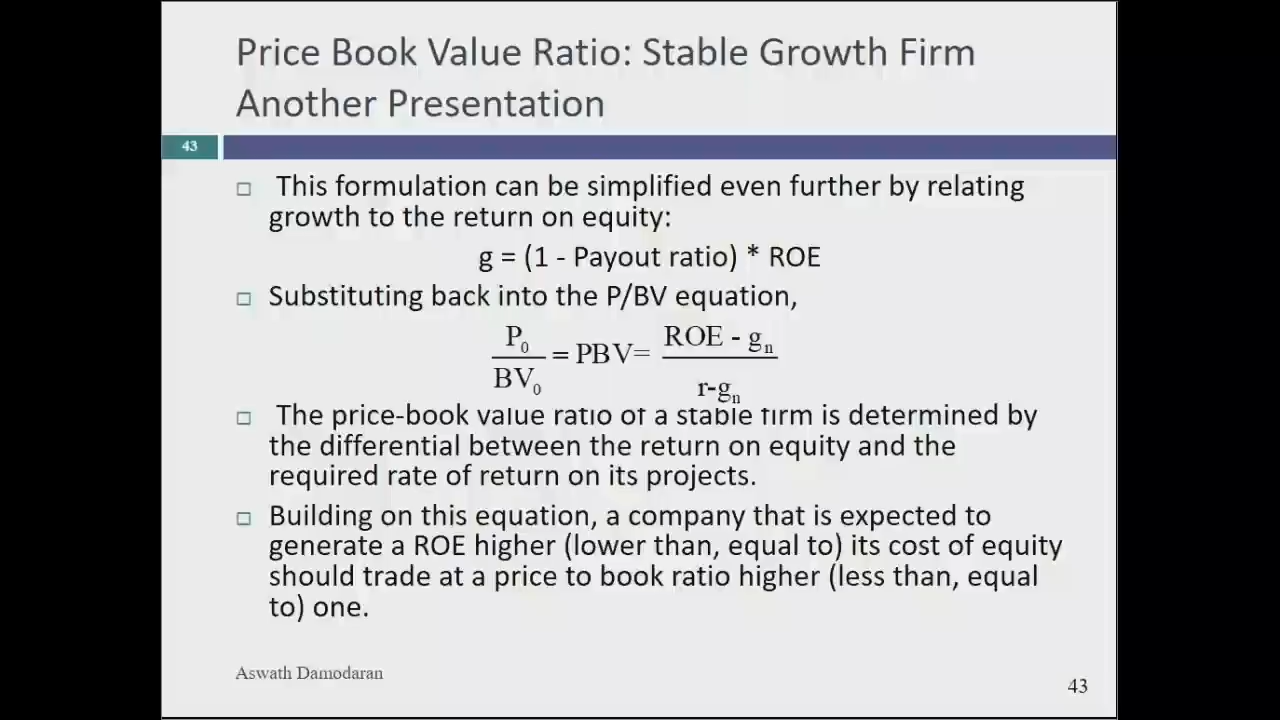 Price Book Value Ratio: Stable Growth Firm
Another Presentation
43
This formulation can be simplified even further by relating
growth to the return on equity:
g = (1 - Payout ratio) * ROE
Substituting back into the P/BV equation,
P₀/BV₀ = PBV= ROE - gₙ/r-gₙ
The price-book value ratio of a stable firm is determined by
the differential between the return on equity and the
required rate of return on its projects.
Building on this equation, a company that is expected to
generate a ROE higher (lower than, equal to) its cost of equity
should trade at a price to book ratio higher (less than, equal
to) one.
Aswath Damodaran
43